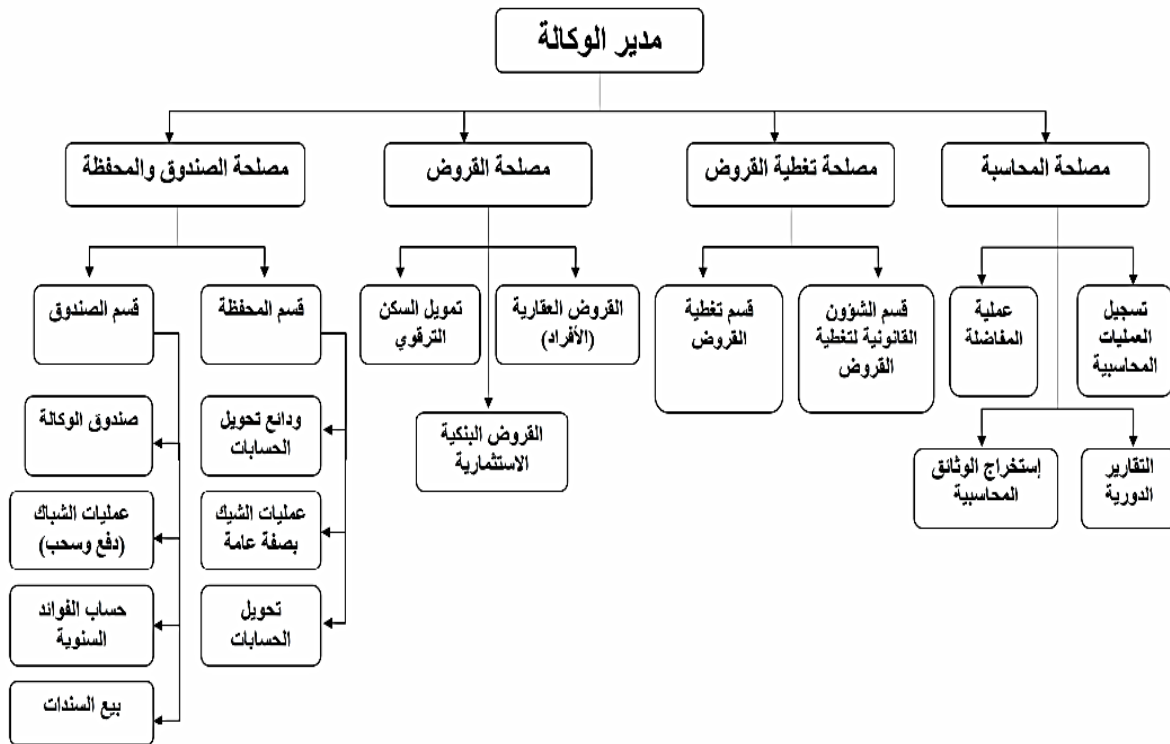 مدير الوكالة
مصلحة المحاسبة
مصلحة تغطية القروض
مصلحة القروض
مصلحة الصندوق والمحفظة
تسجيل
العمليات
المحاسبية
عملية
المفاضلة
التقارير
الدورية
إستخراج الوثائق
المحاسبية
قسم الشؤون
القانونية لتغطية
القروض
قسم تغطية
القروض
القروض العقارية
(الأفراد)
تمويل السكن
الترقوي
القروض البنكية
الاستثمارية
قسم المحفظة
ودائع تحويل
الحسابات
عمليات الشيك
بصفة عامة
تحويل
الحسابات
قسم الصندوق
صندوق الوكالة
عمليات الشباك
(دفع وسحب)
حساب الفوائد
السنوية
بيع السندات